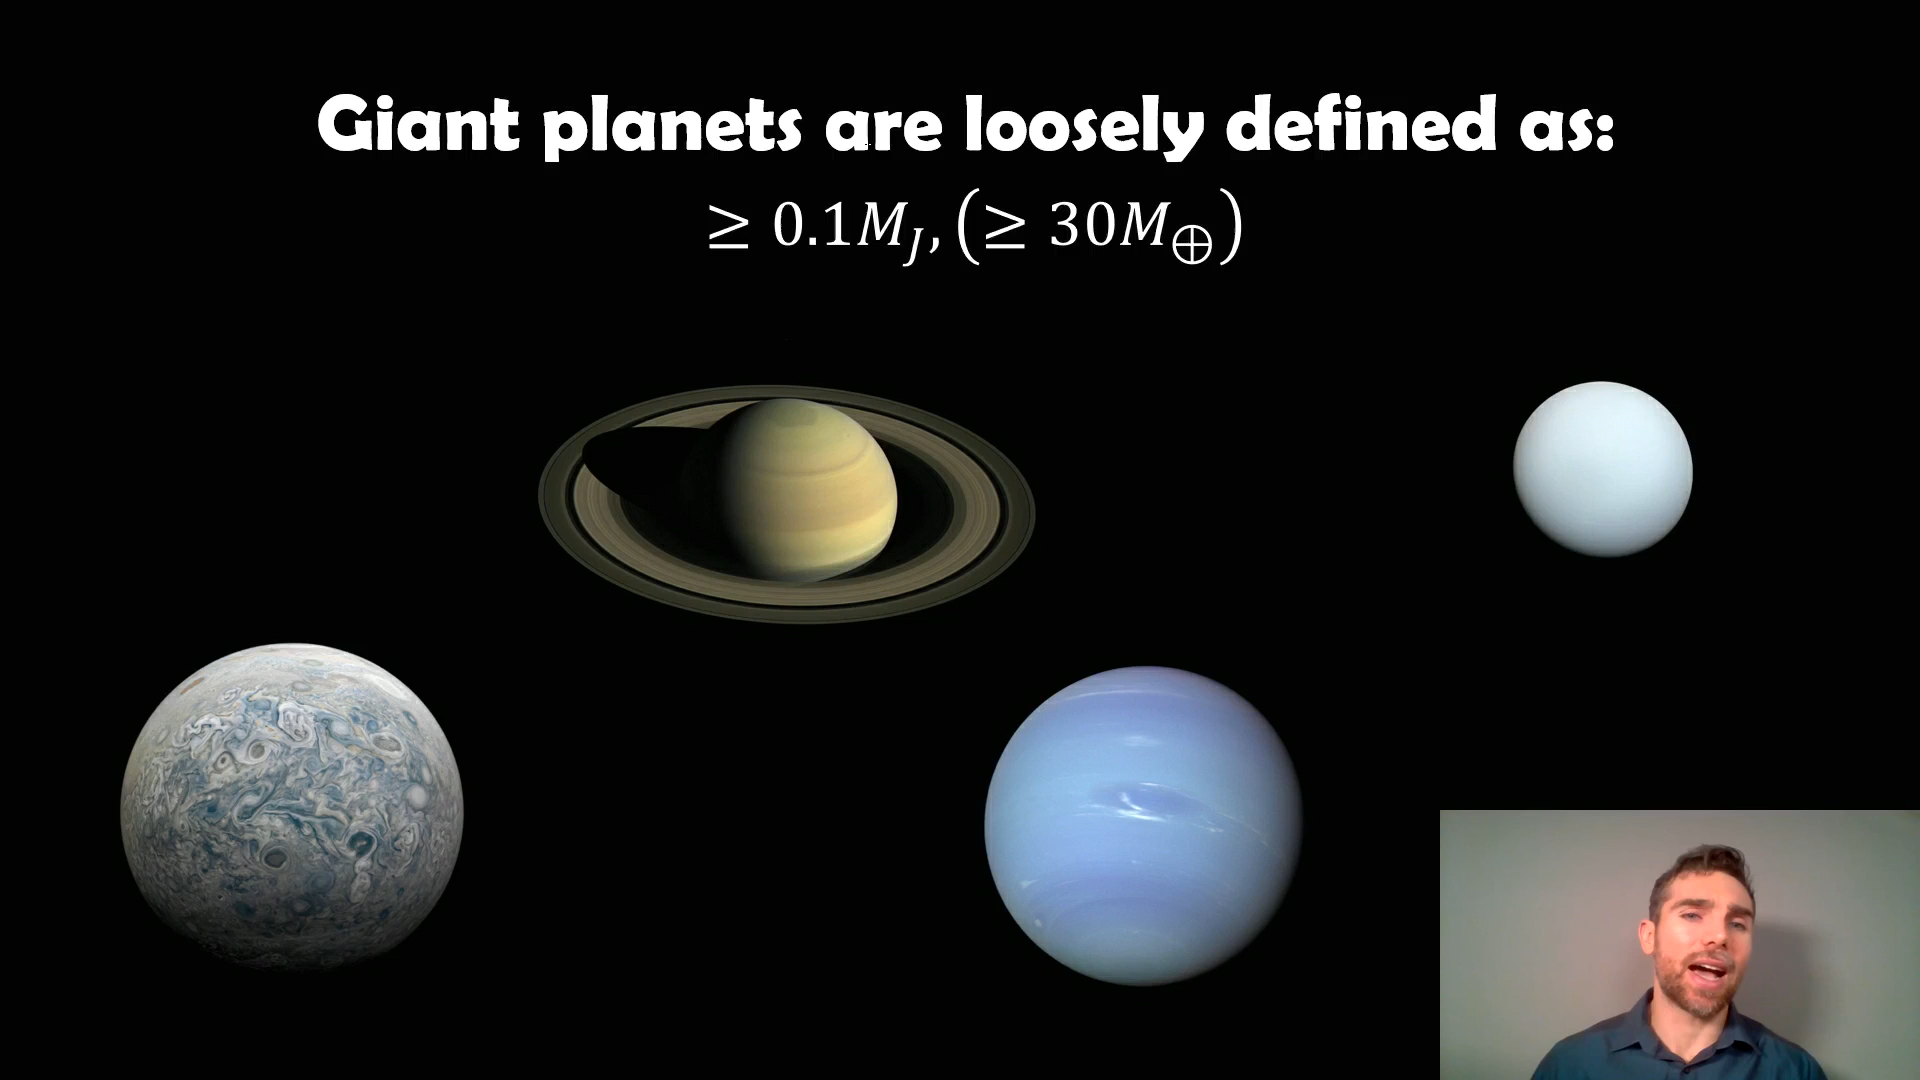 Giant planets are loosely defined as:
≥ 0.1M_J, (≥ 30M_⊕)